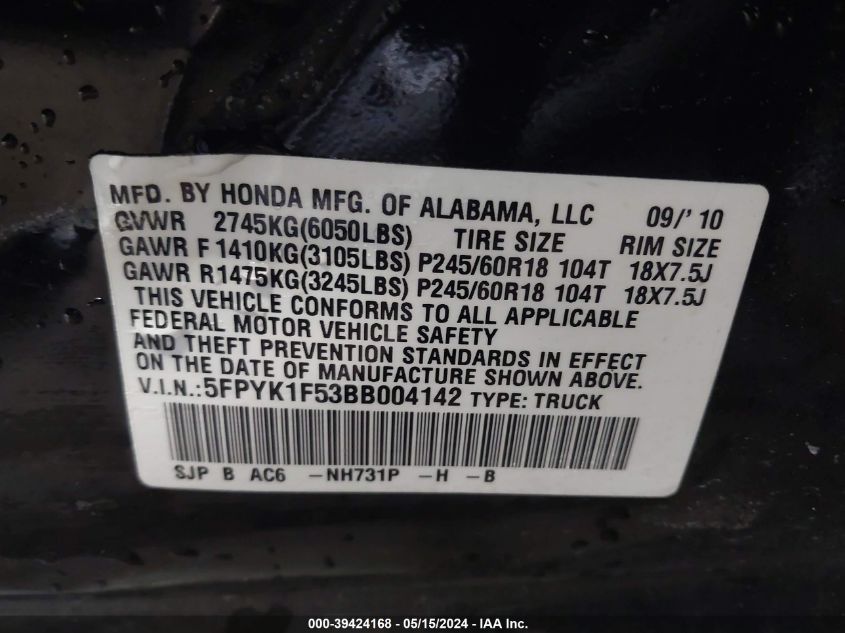 MFD. BY HONDA MFG. OF ALABAMA, LLC 09/'10
GVWR 2745KG(6050LBS) TIRE SIZE RIM SIZE
GAWR F 1410KG(3105LBS) P245/60R18 104T 18X7.5J
GAWR R1475KG(3245LBS) P245/60R18 104T 18X7.5J
THIS VEHICLE CONFORMS TO ALL APPLICABLE
FEDERAL MOTOR VEHICLE SAFETY
AND THEFT PREVENTION STANDARDS IN EFFECT
ON THE DATE OF MANUFACTURE SHOWN ABOVE.
V.I.N.:5FPYK1F53BB004142 TYPE: TRUCK
SJP B AC6 -NH731P -H -B
000-39424168 - 05/15/2024 - IAA Inc.